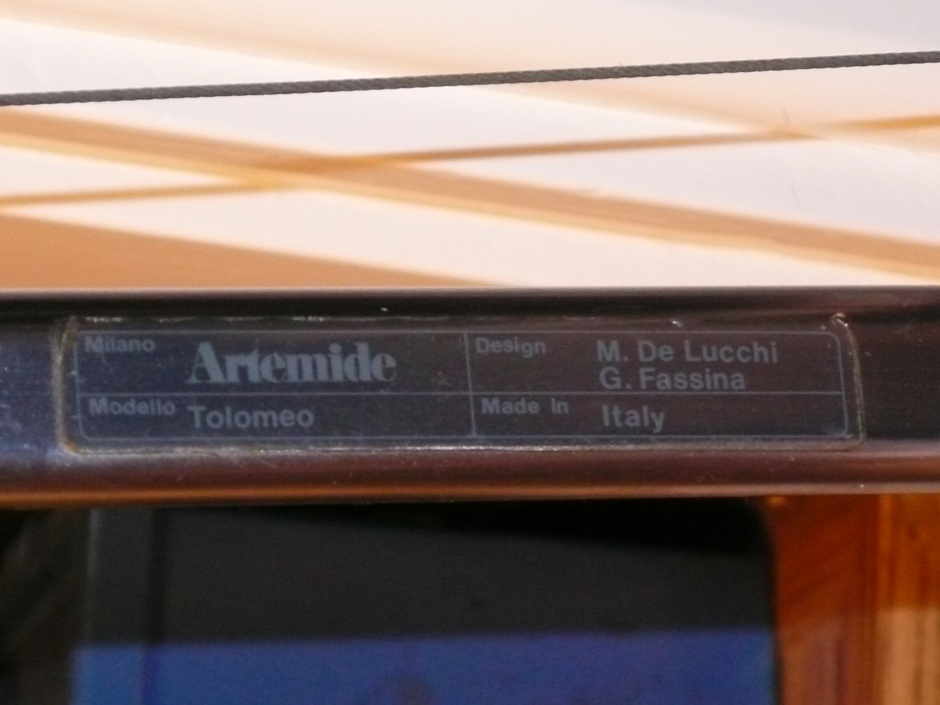 Milano Artemide
Design M. De Lucchi
G. Fassina
Modello Tolomeo
Made In Italy